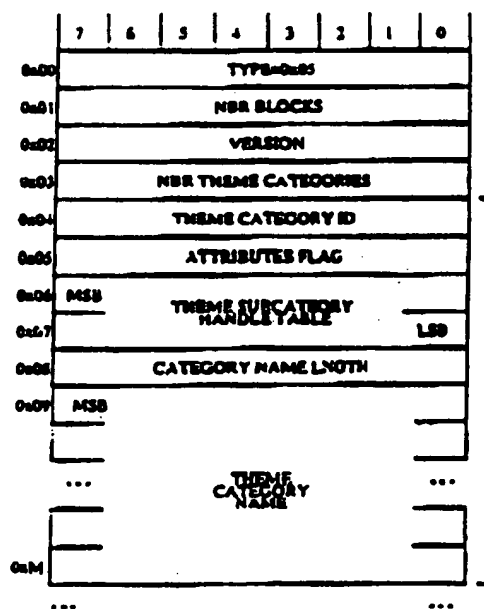 7 6 5 4 3 2 1 0
0x00 TYPE=0x05
0x01 NBR BLOCKS
0x02 VERSION
0x03 NBR THEME CATEGORIES
0x04 THEME CATEGORY ID
0x05 ATTRIBUTES FLAG
0x06 MSB
THEME SUBCATEORY
HANDLE TABLE
0x07 LSB
0x08 CATEGORY NAME LNGTH
0x09 MSB
... ...
THEME
CATEGORY
NAME
0xM
... ...